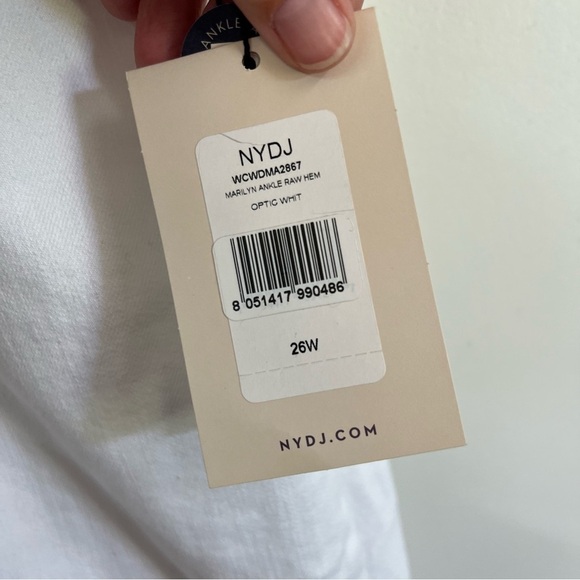 ANKLE
NYDJ
WCWDMA2867
MARILYN ANKLE RAW HEM
OPTIC WHIT
8 051417 990486
26W
NYDJ.COM